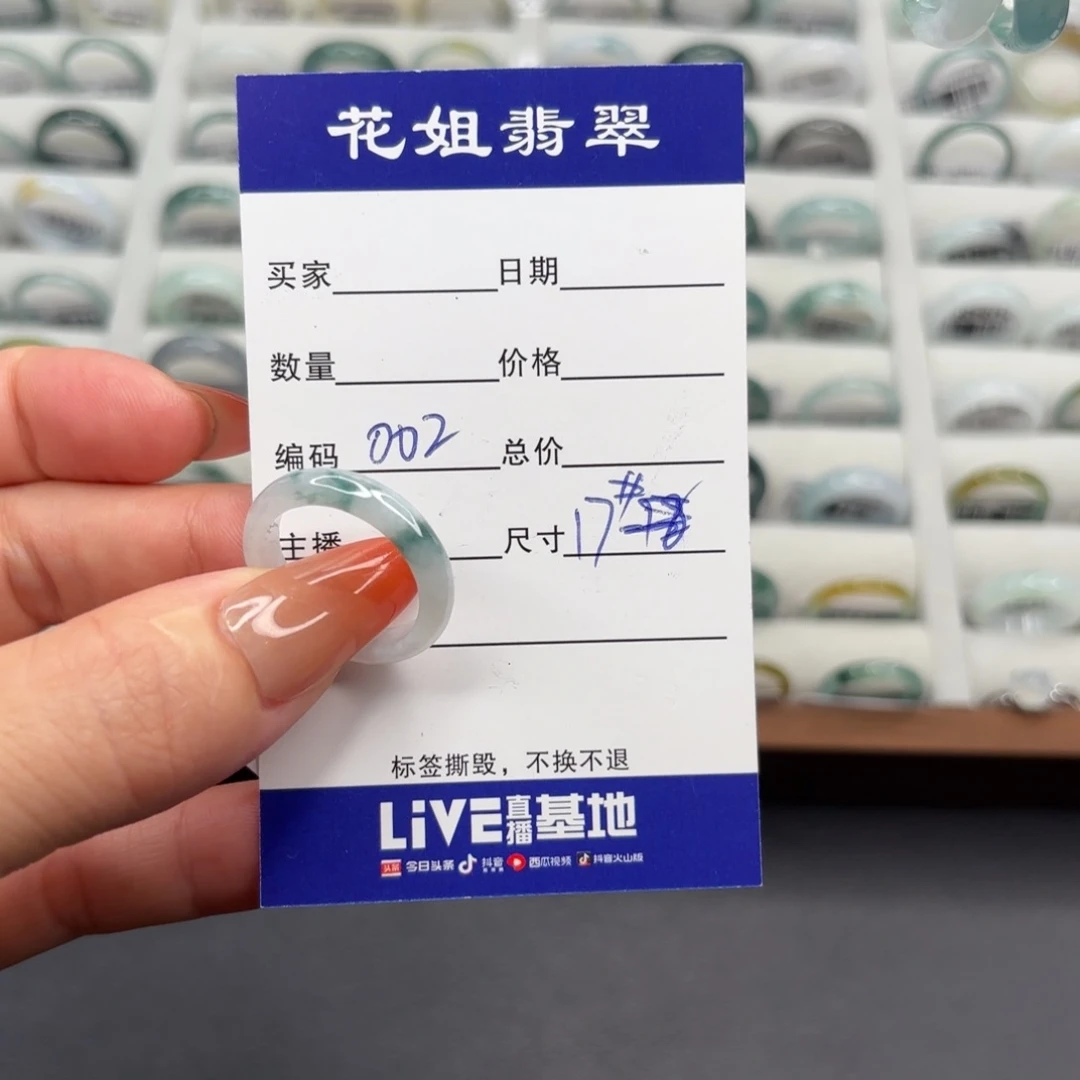 花姐翡翠
买家 日期
数量 价格
编码 002 总价
主播 尺寸 17#
标签撕毁，不换不退
LiVE直播基地
头条 今日头条 抖音 西瓜视频 抖音火山版